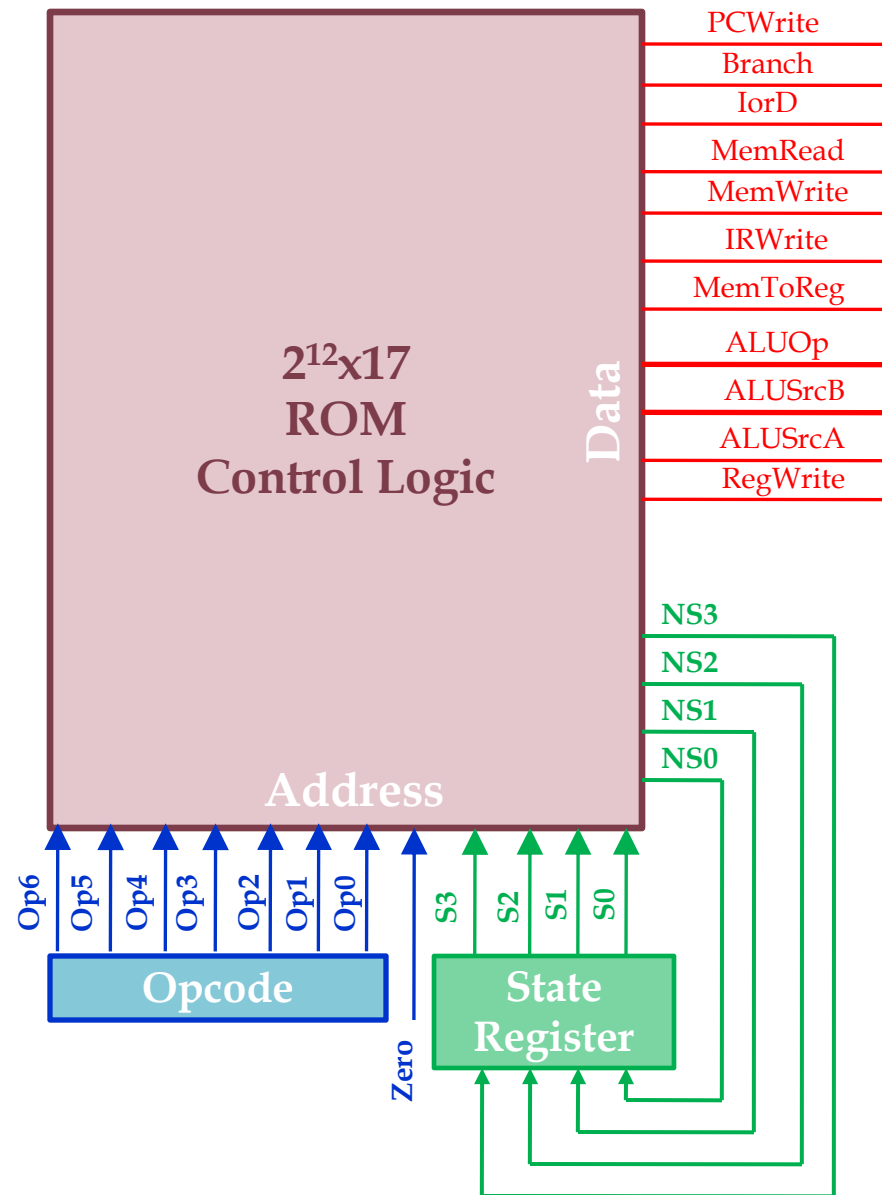 PCWrite
Branch
IorD
MemRead
MemWrite
IRWrite
MemToReg
ALUOp
ALUSrcB
ALUSrcA
RegWrite
2¹²x17
ROM
Control Logic
Data
NS3
NS2
NS1
NS0
Address
Op6
Op5
Op4
Op3
Op2
Op1
Op0
Zero
S3
S2
S1
S0
Opcode
State
Register